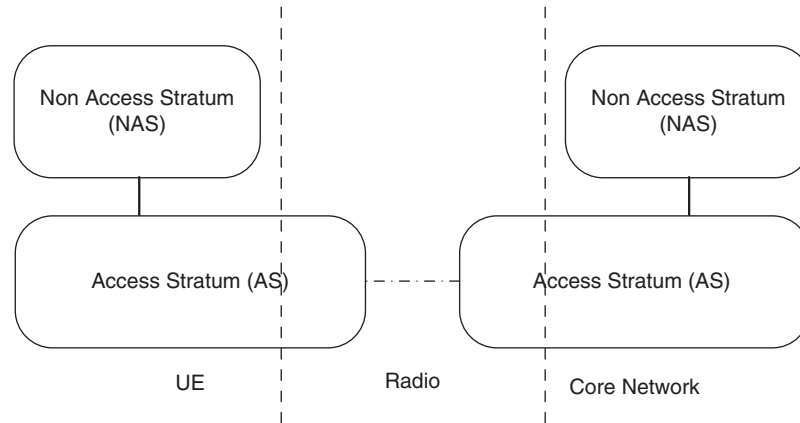 Non Access Stratum
(NAS)
Non Access Stratum
(NAS)
Access Stratum (AS)
Access Stratum (AS)
UE
Radio
Core Network